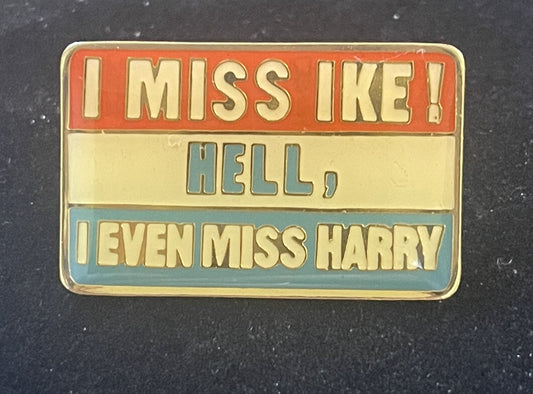 I MISS IKE!
HELL,
I EVEN MISS HARRY